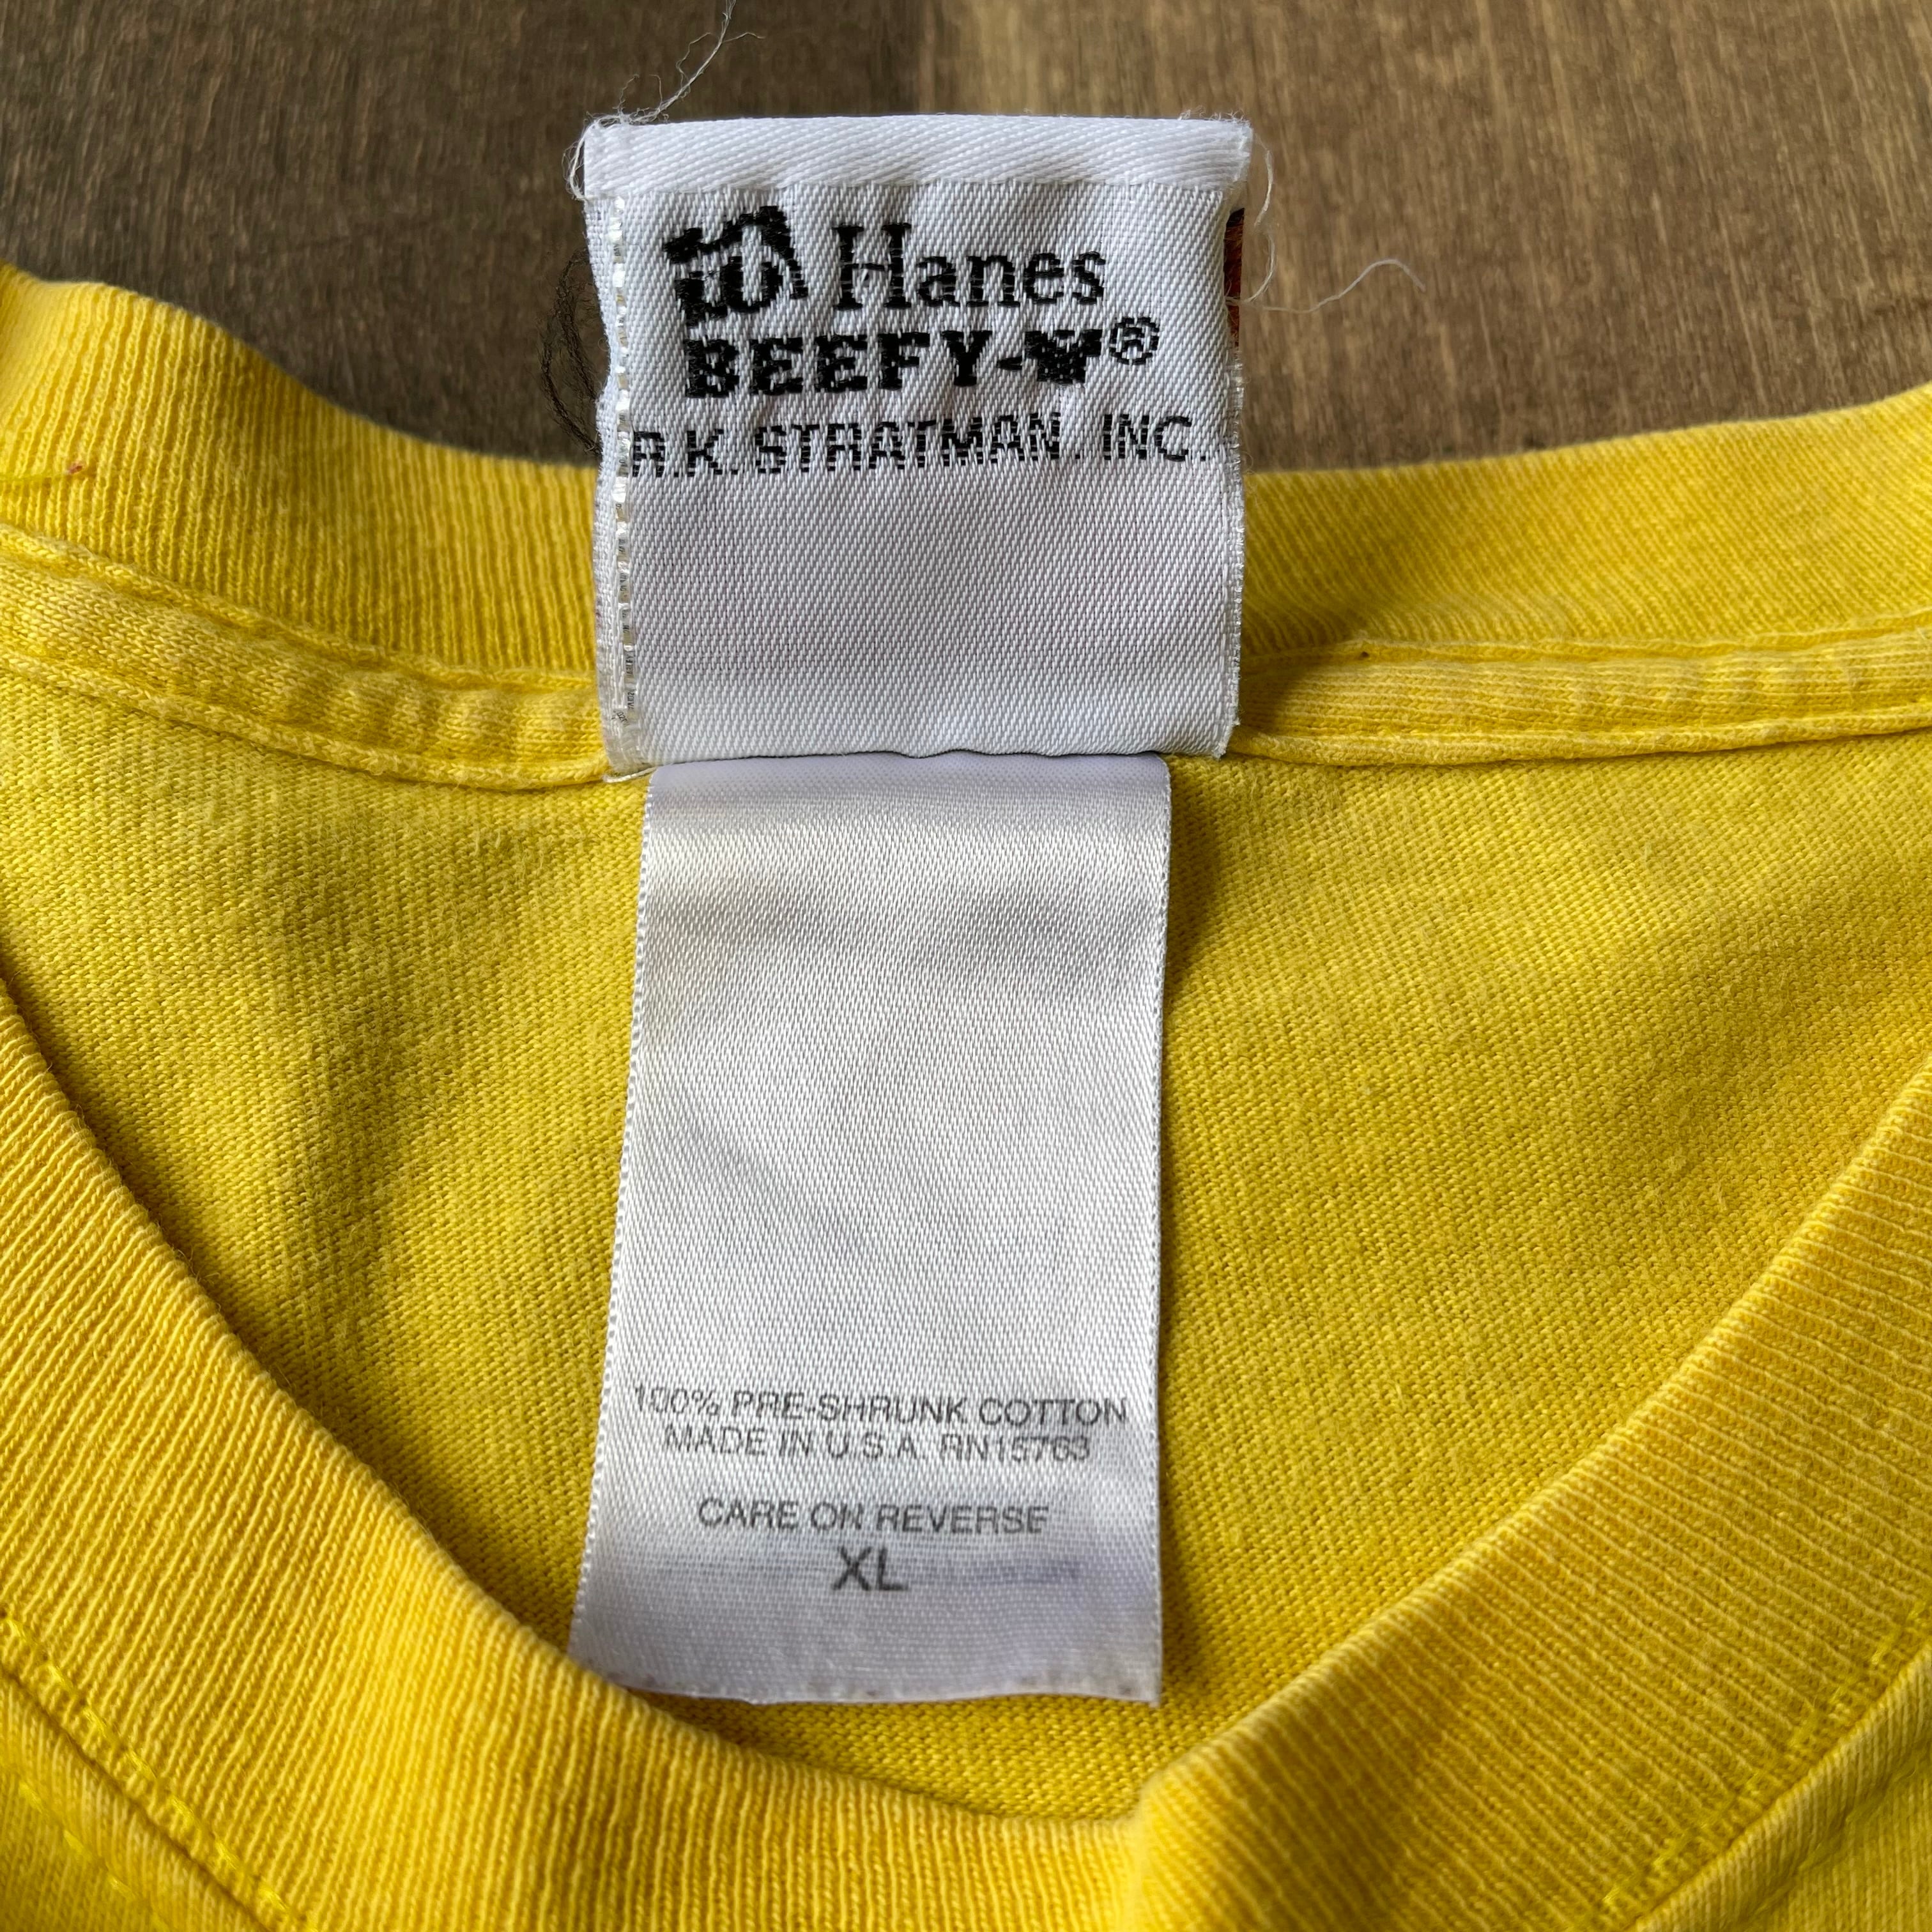 Hanes
BEEFY-T®
R.K. STRATMAN, INC.
100% PRE-SHRUNK COTTON
MADE IN U.S.A. RN15763
CARE ON REVERSE
XL